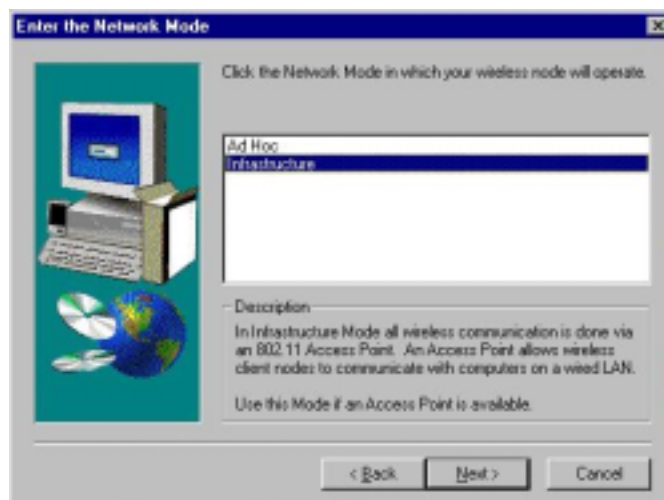 Enter the Network Mode
Click the Network Mode in which your wireless node will operate.
Ad Hoc
Infrastructure
Description
In Infrastructure Mode all wireless communication is done via
an 802.11 Access Point. An Access Point allows wireless
client nodes to communicate with computers on a wired LAN.
Use this Mode if an Access Point is available.
< Back
Next >
Cancel